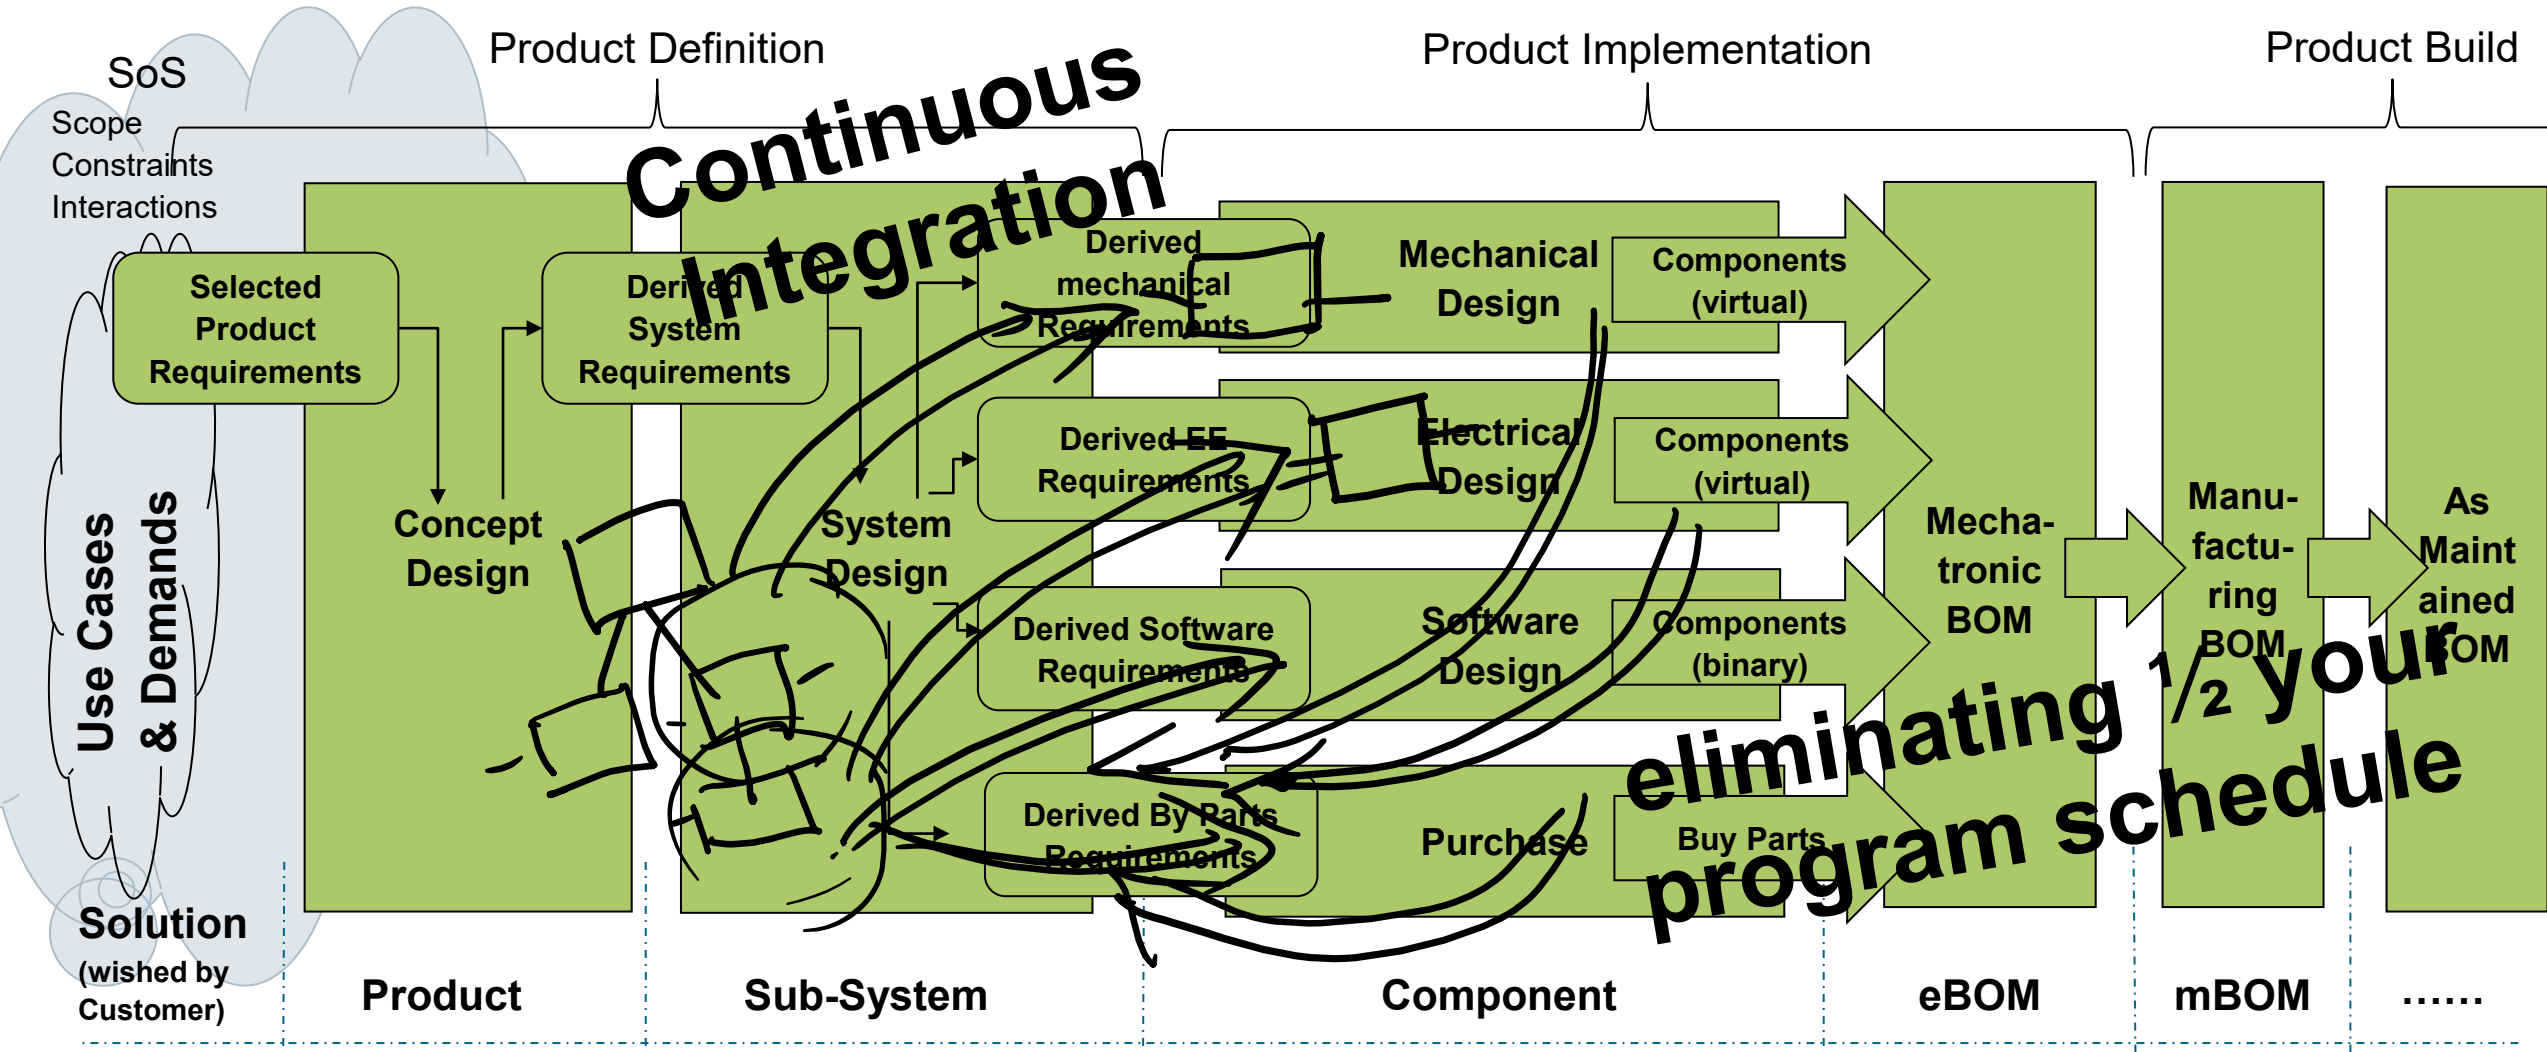 Product Definition
Product Implementation
Product Build
SoS
Scope
Constraints
Interactions
Continuous
Integration
Selected
Product
Requirements
Derived
System
Requirements
Derived
mechanical
Requirements
Mechanical
Design
Components
(virtual)
Derived EE
Requirements
Electrical
Design
Components
(virtual)
Use Cases
& Demands
Concept
Design
System
Design
Derived Software
Requirements
Software
Design
Components
(binary)
Derived By Parts
Requirements
Purchase
Buy Parts
Mecha-
tronic
BOM
Manu-
factu-
ring
BOM
As
Maint
ained
BOM
eliminating ½ your
program schedule
Solution
(wished by
Customer)
Product
Sub-System
Component
eBOM
mBOM
......